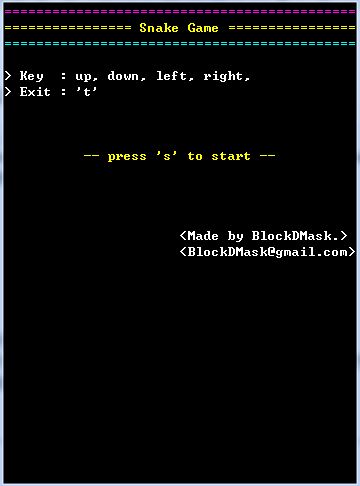 ============================================
=============== Snake Game ================
============================================
> Key  : up, down, left, right,
> Exit : 't'
-- press 's' to start --
<Made by BlockDMask.>
<BlockDMask@gmail.com>